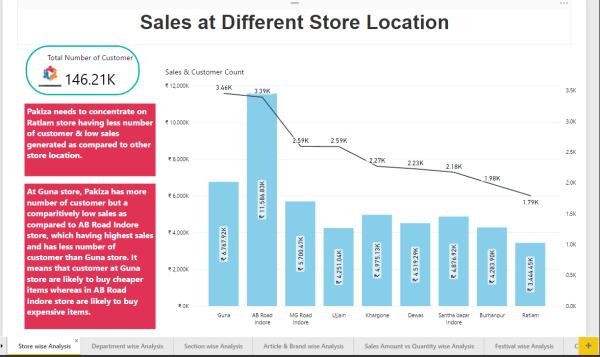 Sales at Different Store Location
Total Number of Customer
146.21K
Pakiza needs to concentrate on
Ratlam store having less number
of customer & low sales
generated as compared to other
store location.
At Guna store, Pakiza has more
number of customer but a
comparitively low sales as
compared to AB Road Indore
store, which having highest sales
and has less number of
customer than Guna store. It
means that customer at Guna
store are likely to buy cheaper
items whereas in AB Road
Indore store are likely to buy
expensive items.
Sales & Customer Count
₹ 12,000K
₹ 10,000K
₹ 8,000K
₹ 6,000K
₹ 4,000K
₹ 2,000K
₹ 0K
3.46K
3.39K
2.59K
2.59K
2.27K
2.23K
2.18K
1.98K
1.79K
₹ 6,767.92K
₹ 11,586.83K
₹ 5,700.47K
₹ 4,251.04K
₹ 4,975.13K
₹ 4,519.29K
₹ 4,876.92K
₹ 4,283.90K
₹ 3,444.45K
3.5K
3.0K
2.5K
2.0K
1.5K
1.0K
0.5K
0.0K
Guna
AB Road
Indore
MG Road
Indore
Ujjain
Khargone
Dewas
Santha bazar
Indore
Burhanpur
Ratlam
Store wise Analysis
Department wise Analysis
Section wise Analysis
Article & Brand wise Analysis
Sales Amount vs Quantity wise Analysis
Festival wise Analysis